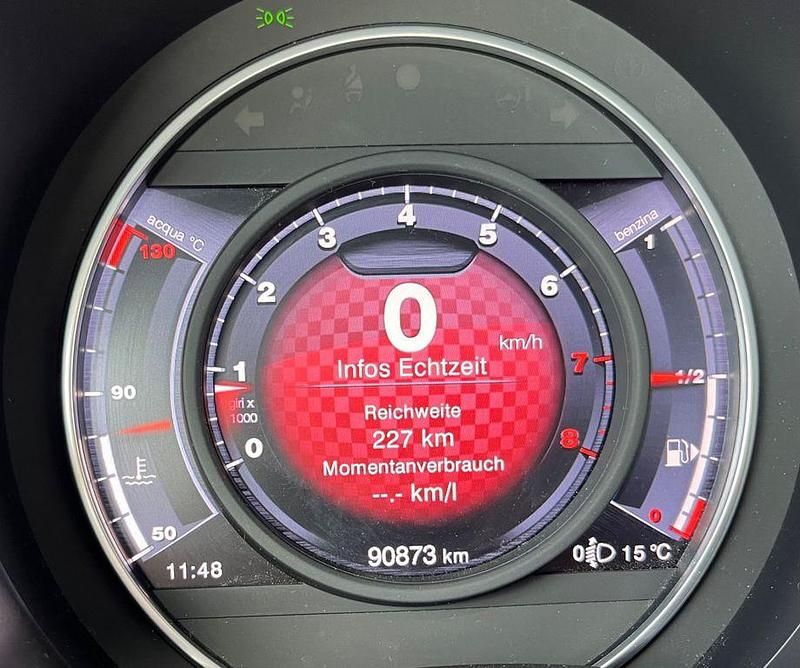 acqua °C
130
90
50
11:48
0
1
2
3
4
5
6
7
8
giri x
1000
0
km/h
Infos Echtzeit
Reichweite
227 km
Momentanverbrauch
--.- km/l
90873 km
benzina
1
1/2
0
0
15 °C